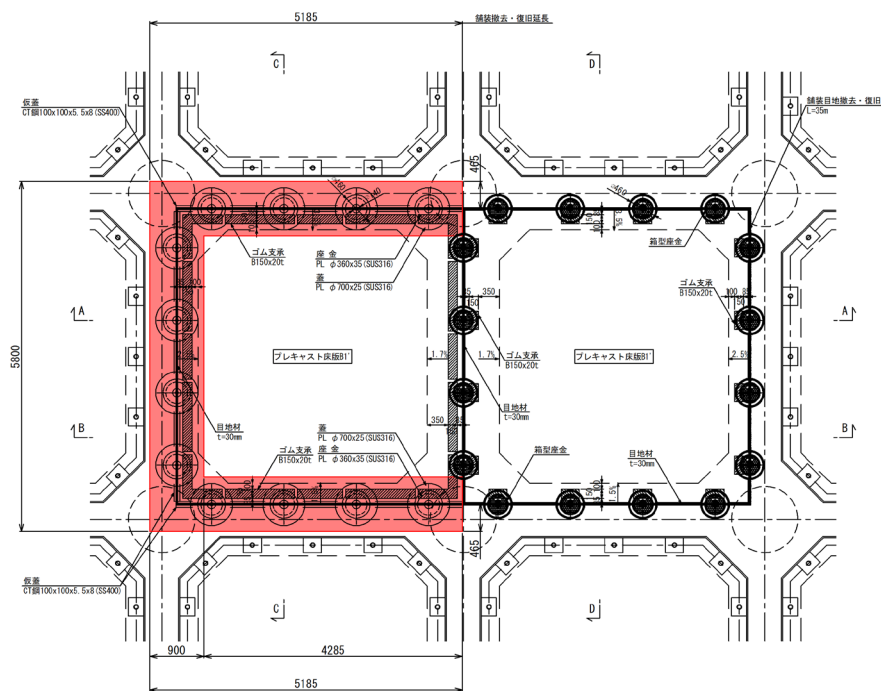 5185
舗装撤去・復旧延長
C
D
仮蓋
CT鋼100x100x5.5x8(SS400)
舗装目地撤去・復旧
L=35m
465
5800
ゴム支承
B150x20t
座 金
PL φ360x35(SUS316)
蓋
PL φ700x25(SUS316)
箱型座金
ゴム支承
B150x20t
350
100
A
A
ゴム支承
B150x20t
プレキャスト床版B1'
1.7%
1.7%
プレキャスト床版B1'
2.5%
目地材
t=30mm
目地材
t=30mm
B
B
350
蓋
PL φ700x25(SUS316)
座 金
PL φ360x35(SUS316)
ゴム支承
B150x20t
箱型座金
目地材
t=30mm
1.5%
465
仮蓋
CT鋼100x100x5.5x8(SS400)
C
D
900
4285
5185